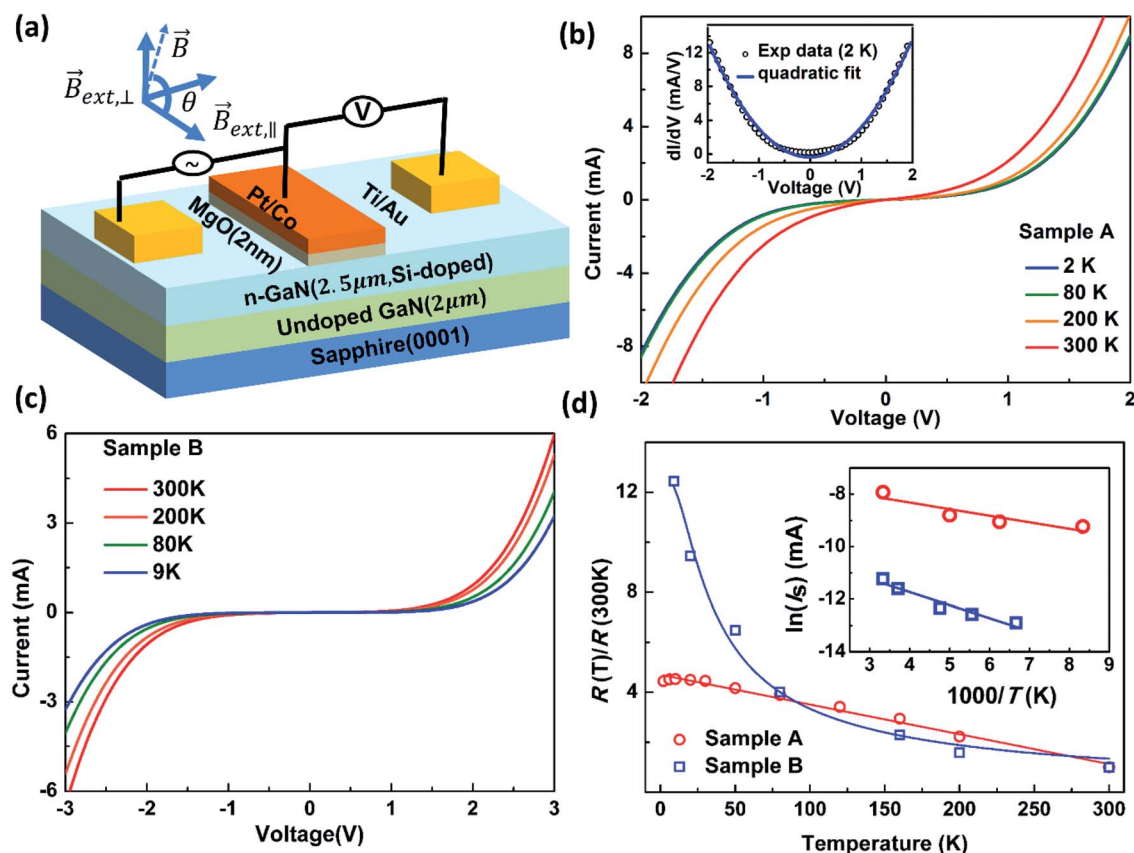 (a)
B⃗
B⃗ext,⊥
θ
B⃗ext,∥
~
V
Pt/Co
MgO(2nm)
Ti/Au
n-GaN(2.5μm,Si-doped)
Undoped GaN(2μm)
Sapphire(0001)
(b)
Current (mA)
8
4
0
-4
-8
-2
-1
0
1
2
Voltage (V)
dI/dV (mA/V)
12
8
4
0
-2
-1
0
1
2
Voltage (V)
Exp data (2 K)
quadratic fit
Sample A
2 K
80 K
200 K
300 K
(c)
Current (mA)
6
3
0
-3
-6
-3
-2
-1
0
1
2
3
Voltage(V)
Sample B
300K
200K
80K
9K
(d)
R(T)/R(300K)
12
8
4
0
0
50
100
150
200
250
300
Temperature (K)
Sample A
Sample B
ln(Is) (mA)
-8
-10
-12
-14
3
4
5
6
7
8
9
1000/T (K)